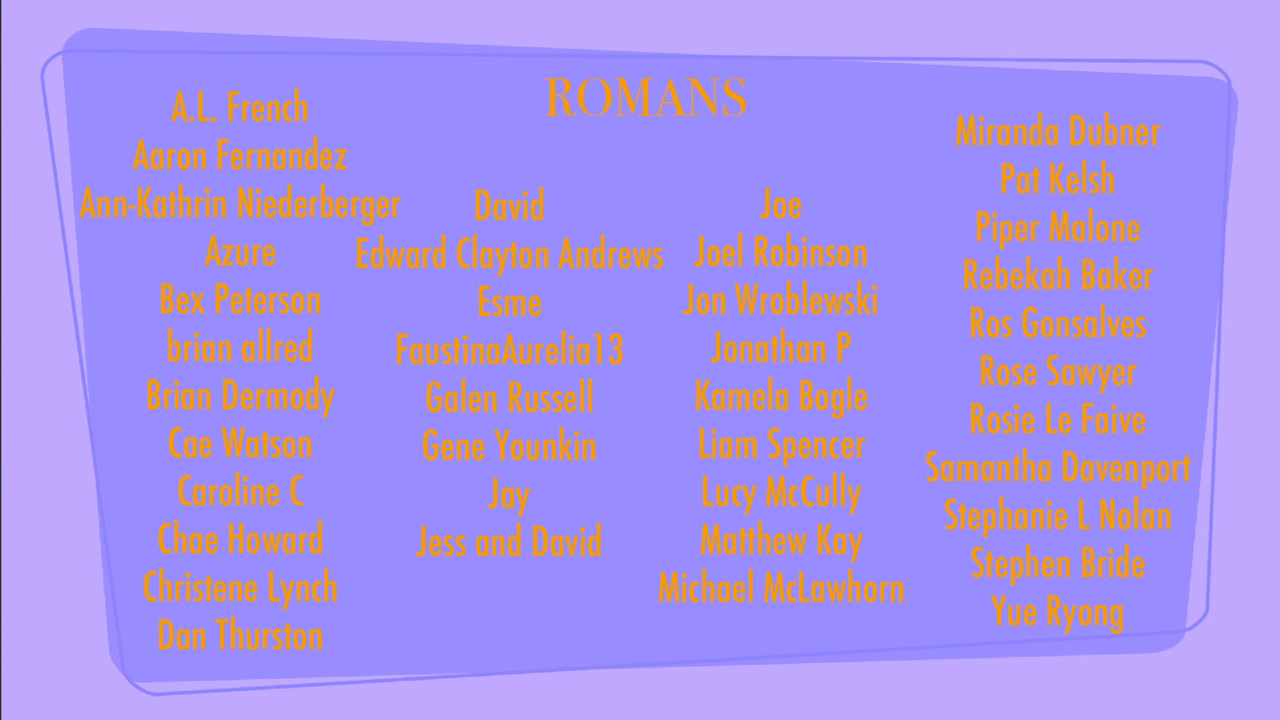 ROMANS
A.L. French
Aaron Fernandez
Ann-Kathrin Niederberger
Azure
Bex Peterson
brian allred
Brian Dermody
Cae Watson
Caroline C
Chae Howard
Christene Lynch
Dan Thurston
David
Edward Clayton Andrews
Esme
FaustinaAurelia13
Galen Russell
Gene Younkin
Jay
Jess and David
Joe
Joel Robinson
Jon Wroblewski
Jonathan P
Kamela Bogle
Liam Spencer
Lucy McCully
Matthew Kay
Michael McLawhorn
Miranda Dubner
Pat Kelsh
Piper Malone
Rebekah Baker
Ros Gonsalves
Rose Sawyer
Rosie Le Faive
Samantha Davenport
Stephanie L Nolan
Stephen Bride
Yue Ryong